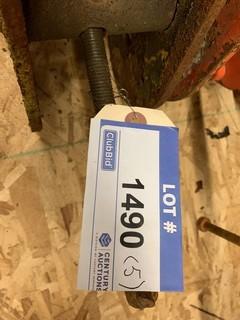 LOT #
1490 (5)
ClubBid
CENTURY
AUCTIONS